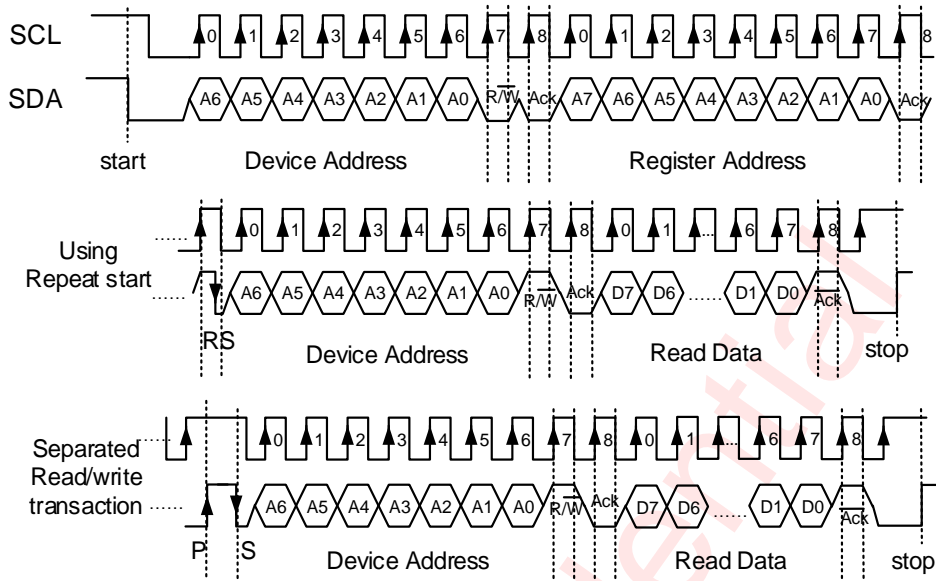 SCL 0 1 2 3 4 5 6 7 8 0 1 2 3 4 5 6 7 8
SDA A6 A5 A4 A3 A2 A1 A0 R/W Ack A7 A6 A5 A4 A3 A2 A1 A0 Ack
start Device Address Register Address
0 1 2 3 4 5 6 7 8 0 1 ... 6 7 8
Using
Repeat start
......
...... A6 A5 A4 A3 A2 A1 A0 R/W Ack D7 D6 ...... D1 D0 Ack
RS Device Address Read Data stop
0 1 2 3 4 5 6 7 8 0 1 ... 6 7 8
Separated
Read/write
transaction
......
...... A6 A5 A4 A3 A2 A1 A0 R/W Ack D7 D6 ...... D1 D0 Ack
P S Device Address Read Data stop
ential